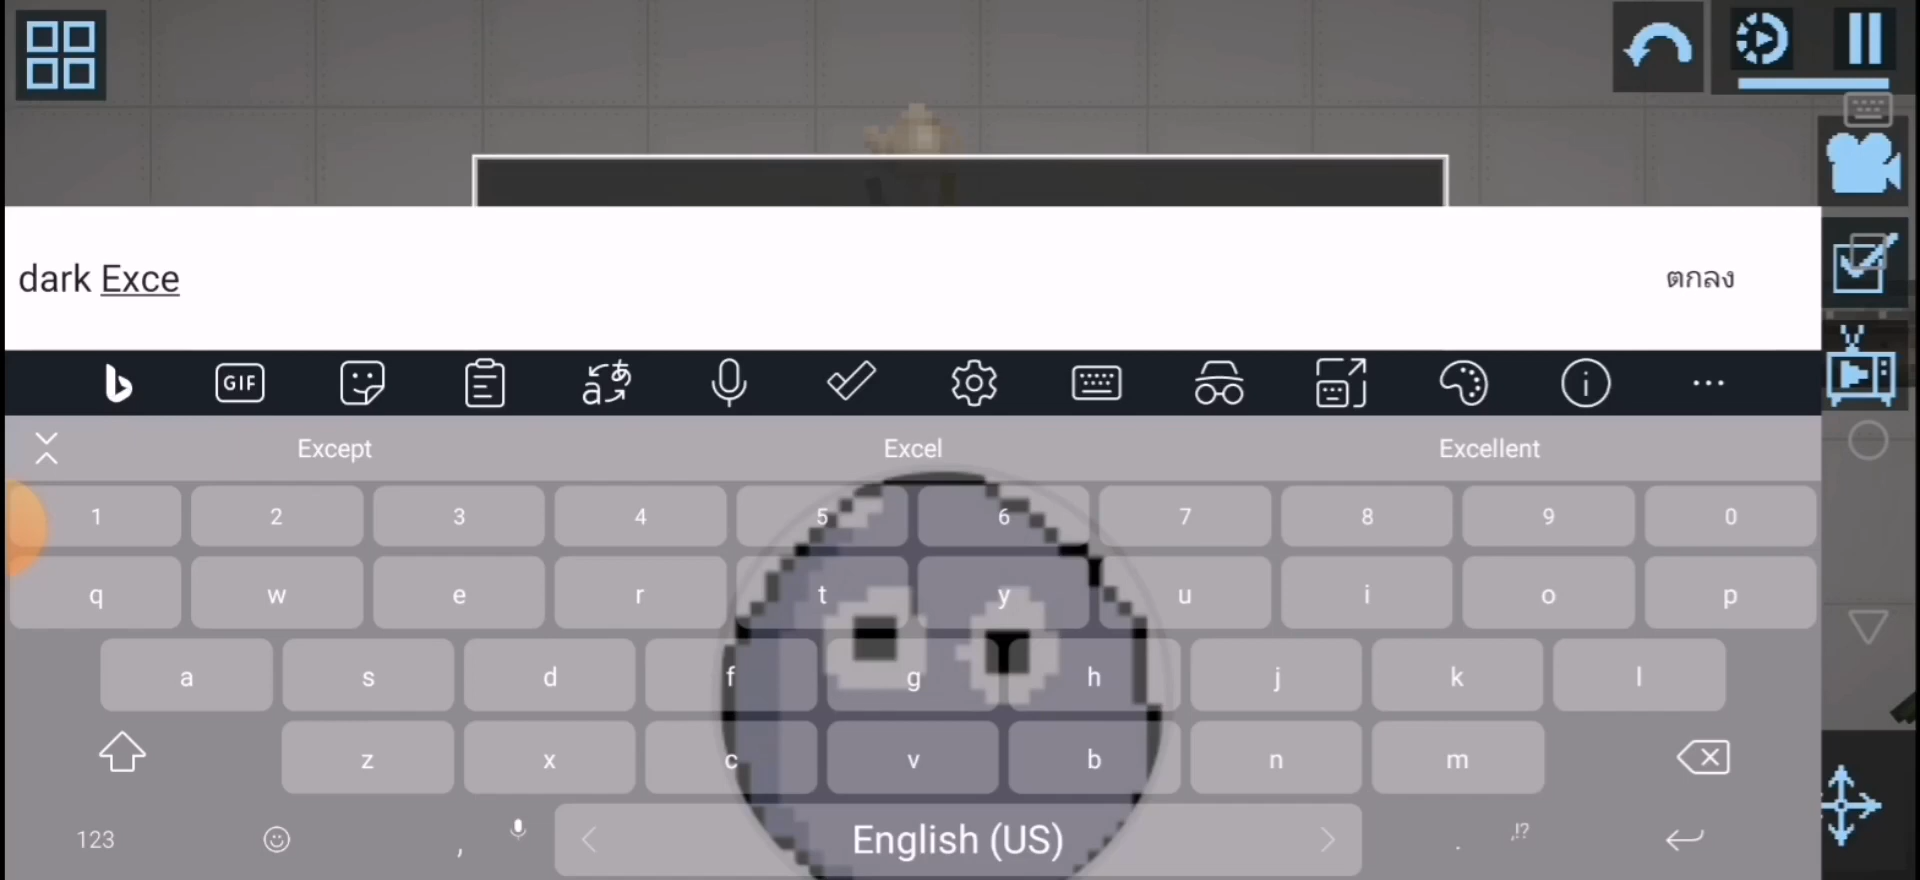 dark Exce
ตกลง
GIF
Except Excel Excellent
1 2 3 4 5 6 7 8 9 0
q w e r t y u i o p
a s d f g h j k l
z x c v b n m
123 , English (US) . ,!?